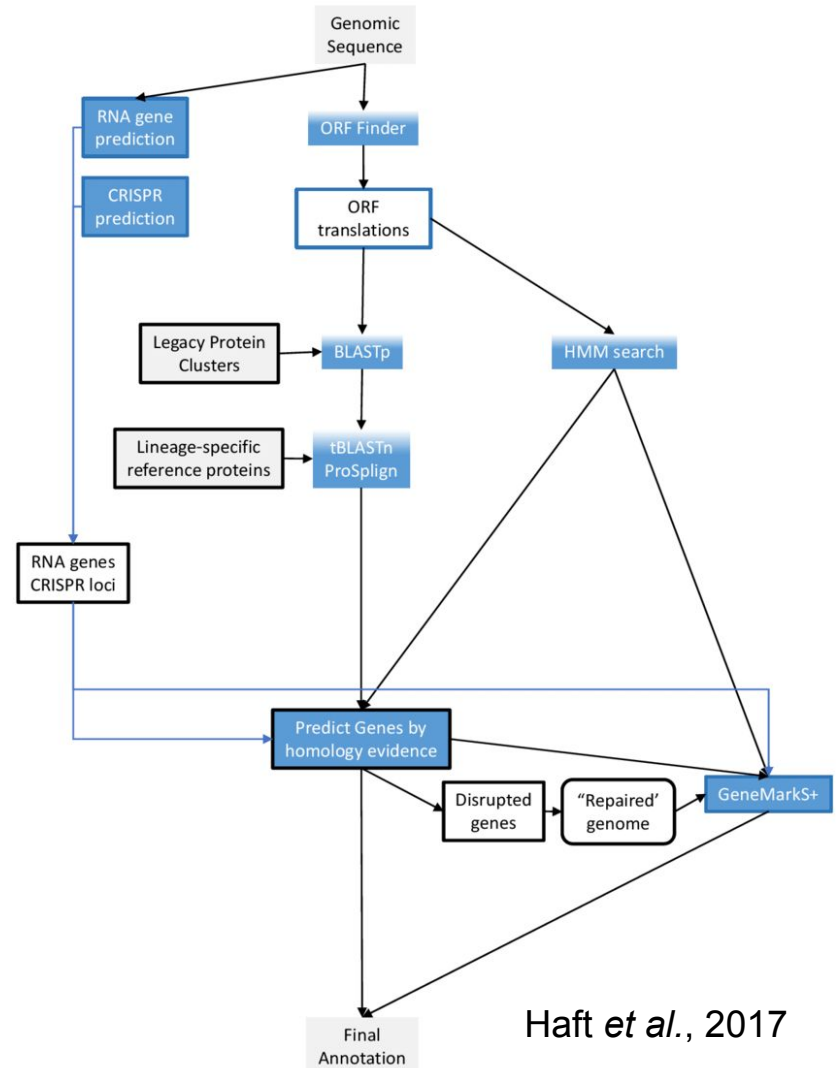 Genomic
Sequence
RNA gene
prediction
ORF Finder
CRISPR
prediction
ORF
translations
Legacy Protein
Clusters
BLASTp
HMM search
Lineage-specific
reference proteins
tBLASTn
ProSplign
RNA genes
CRISPR loci
Predict Genes by
homology evidence
Disrupted
genes
“Repaired’
genome
GeneMarkS+
Final
Annotation
Haft et al., 2017